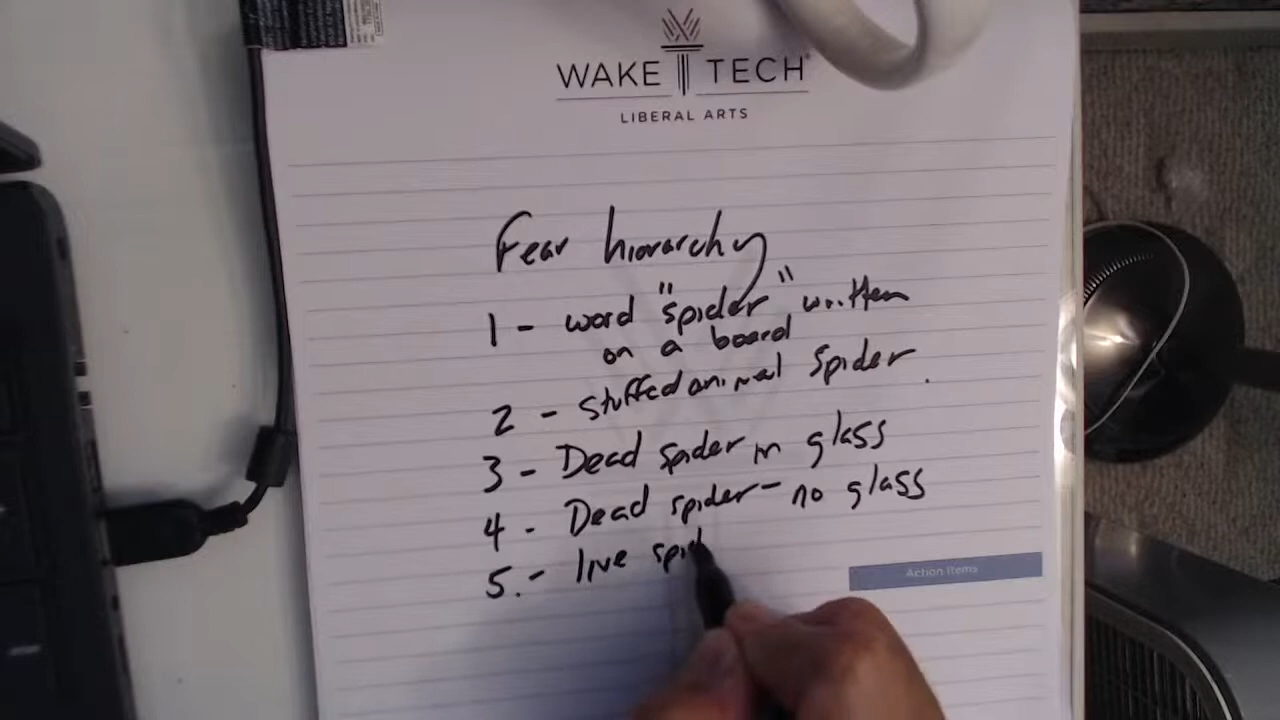 WAKE TECH
LIBERAL ARTS
Fear hierarchy
1 - word "spider" written
on a board
2 - stuffed animal spider.
3 - Dead spider in glass
4 - Dead spider - no glass
5. - live spid
Action Items